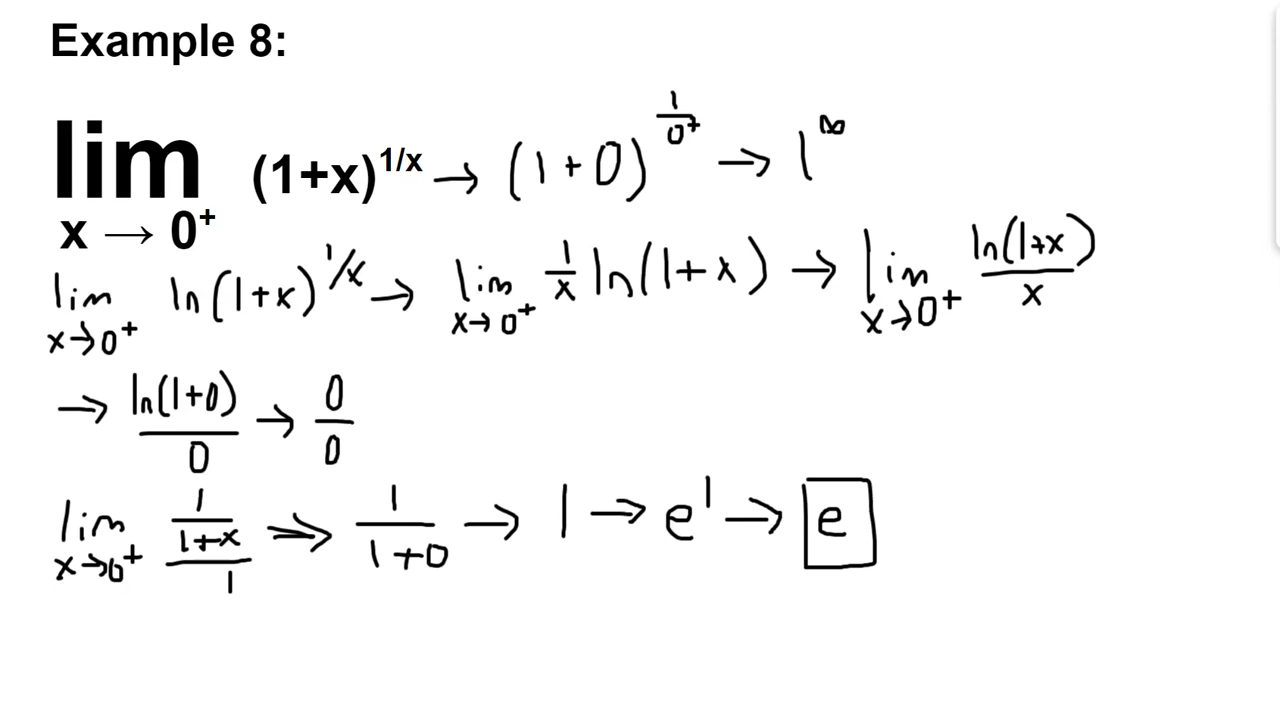 Example 8:
lim x → 0⁺ (1+x)^1/x → (1+0)^(1/0⁺) → 1^∞
lim x→0⁺ ln(1+x)^1/x → lim x→0⁺ 1/x ln(1+x) → lim x→0⁺ ln(1+x)/x
→ ln(1+0)/0 → 0/0
lim x→0⁺ (1/(1+x))/1 ⇒ 1/(1+0) → 1 → e¹ → e